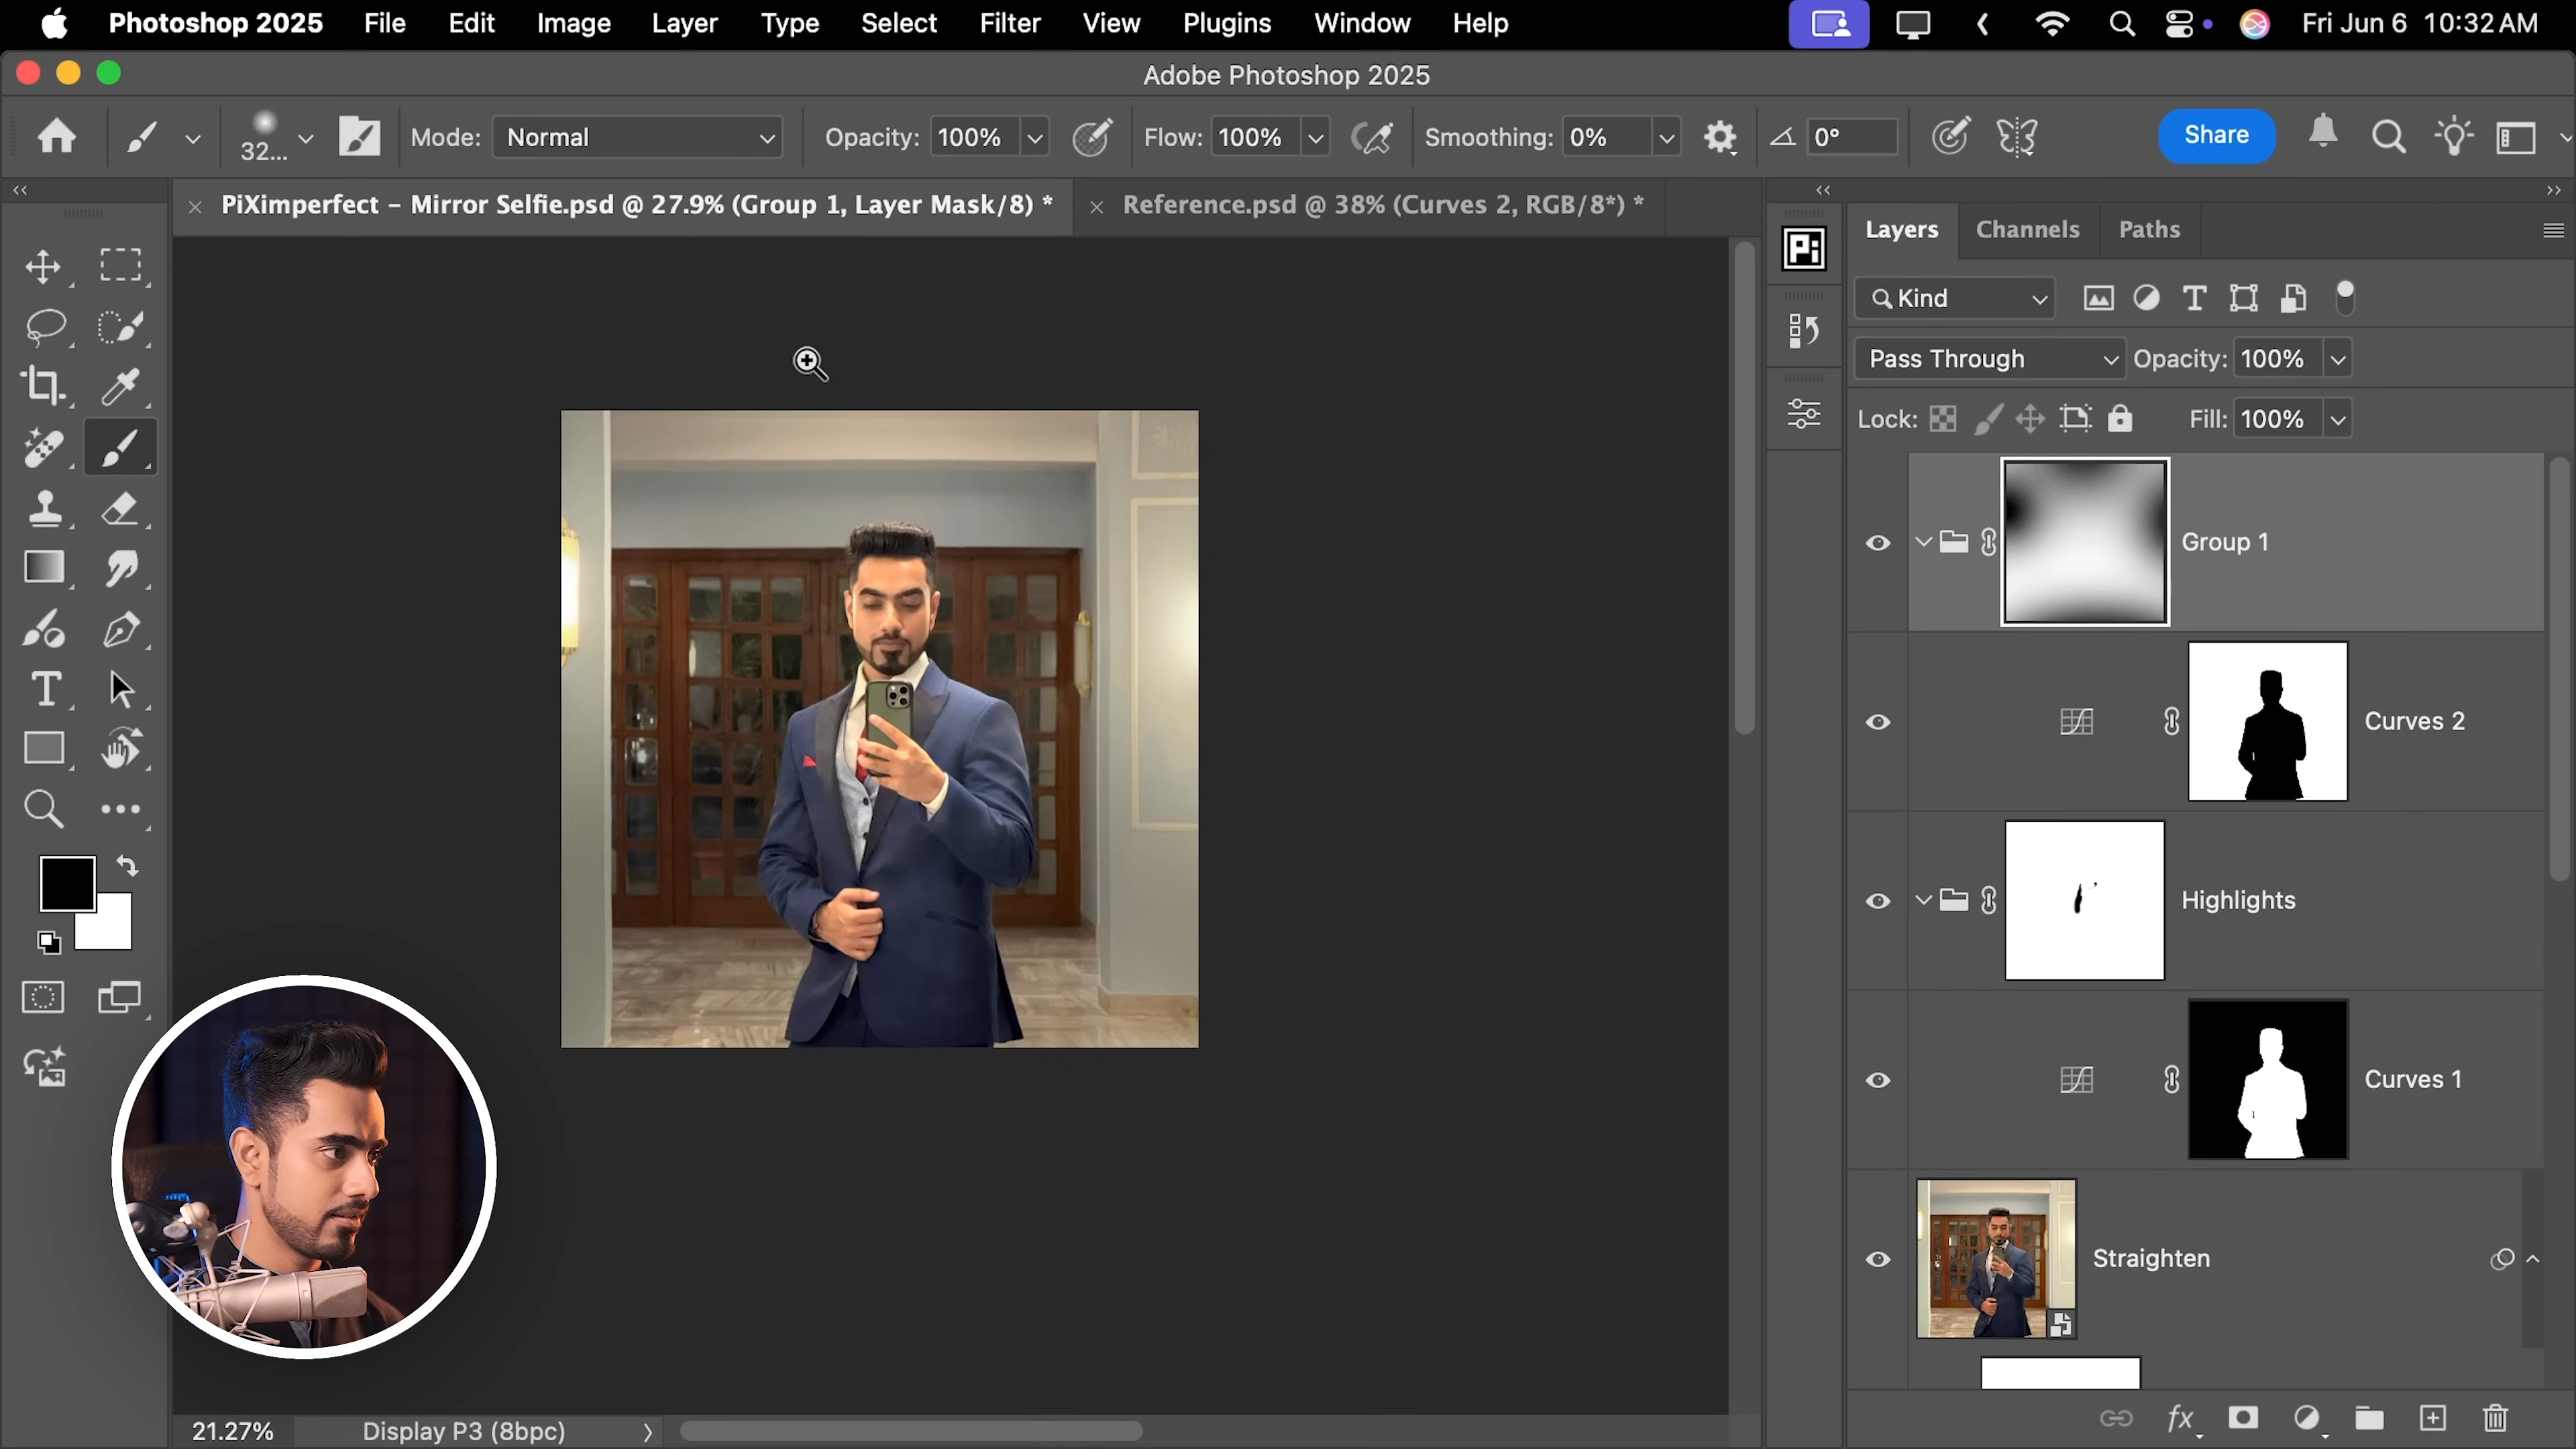 Photoshop 2025 File Edit Image Layer Type Select Filter View Plugins Window Help Fri Jun 6 10:32 AM
Adobe Photoshop 2025
32... Mode: Normal Opacity: 100% Flow: 100% Smoothing: 0% 0° Share
PiXimperfect – Mirror Selfie.psd @ 27.9% (Group 1, Layer Mask/8) * Reference.psd @ 38% (Curves 2, RGB/8*) *
Pi
Layers Channels Paths
Kind
Pass Through Opacity: 100%
Lock: Fill: 100%
Group 1
Curves 2
Highlights
Curves 1
Straighten
fx
21.27% Display P3 (8bpc)